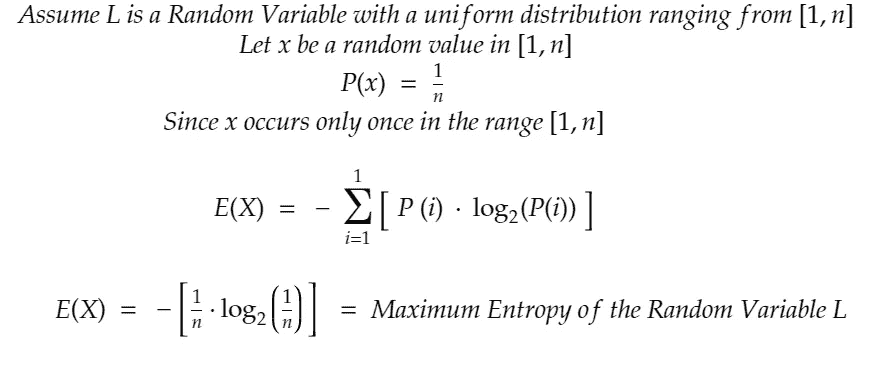 Assume L is a Random Variable with a uniform distribution ranging from [1, n]
Let x be a random value in [1, n]
P(x) = 1/n
Since x occurs only once in the range [1, n]
E(X) = − ∑_{i=1}^{1} [ P (i) · log₂(P(i)) ]
E(X) = − [ 1/n · log₂ ( 1/n ) ] = Maximum Entropy of the Random Variable L